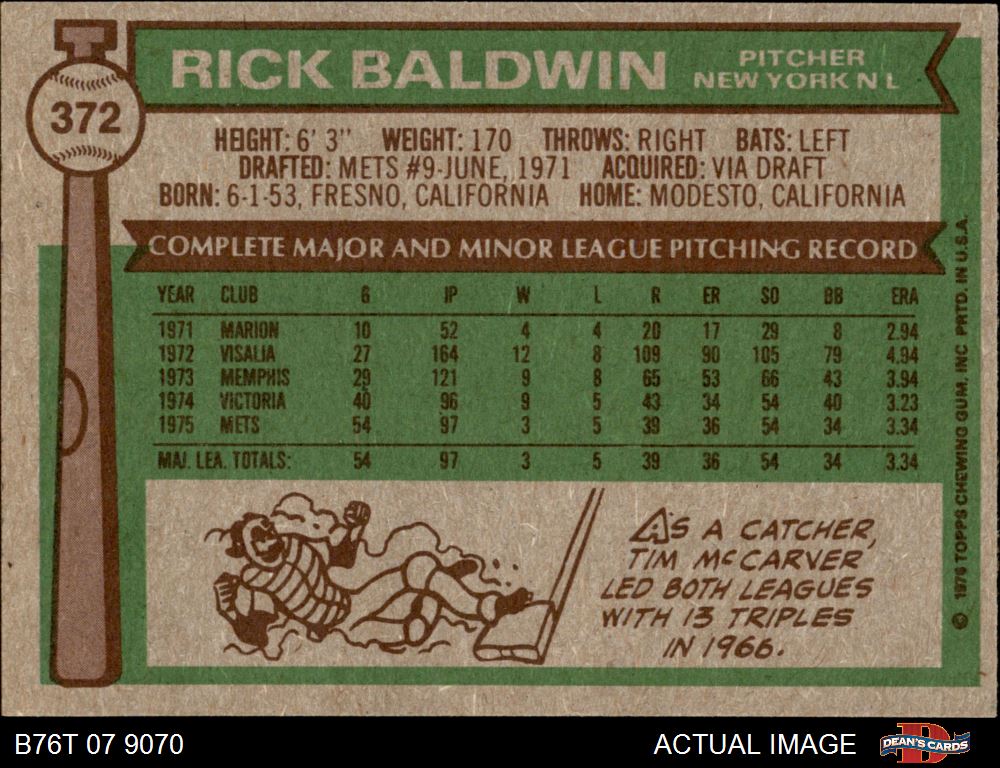 RICK BALDWIN
PITCHER
NEW YORK N L
372
HEIGHT: 6' 3" WEIGHT: 170 THROWS: RIGHT BATS: LEFT
DRAFTED: METS #9-JUNE, 1971 ACQUIRED: VIA DRAFT
BORN: 6-1-53, FRESNO, CALIFORNIA HOME: MODESTO, CALIFORNIA
COMPLETE MAJOR AND MINOR LEAGUE PITCHING RECORD
YEAR CLUB G IP W L R ER SO BB ERA
1971 MARION 10 52 4 4 20 17 29 8 2.94
1972 VISALIA 27 164 12 8 109 90 105 79 4.94
1973 MEMPHIS 29 121 9 8 65 53 66 43 3.94
1974 VICTORIA 40 96 9 5 43 34 54 40 3.23
1975 METS 54 97 3 5 39 36 54 34 3.34
MAJ. LEA. TOTALS: 54 97 3 5 39 36 54 34 3.34
AS A CATCHER,
TIM McCARVER
LED BOTH LEAGUES
WITH 13 TRIPLES
IN 1966.
© 1976 TOPPS CHEWING GUM, INC PRTD. IN U.S.A.
B76T 07 9070
ACTUAL IMAGE
DEAN'S CARDS